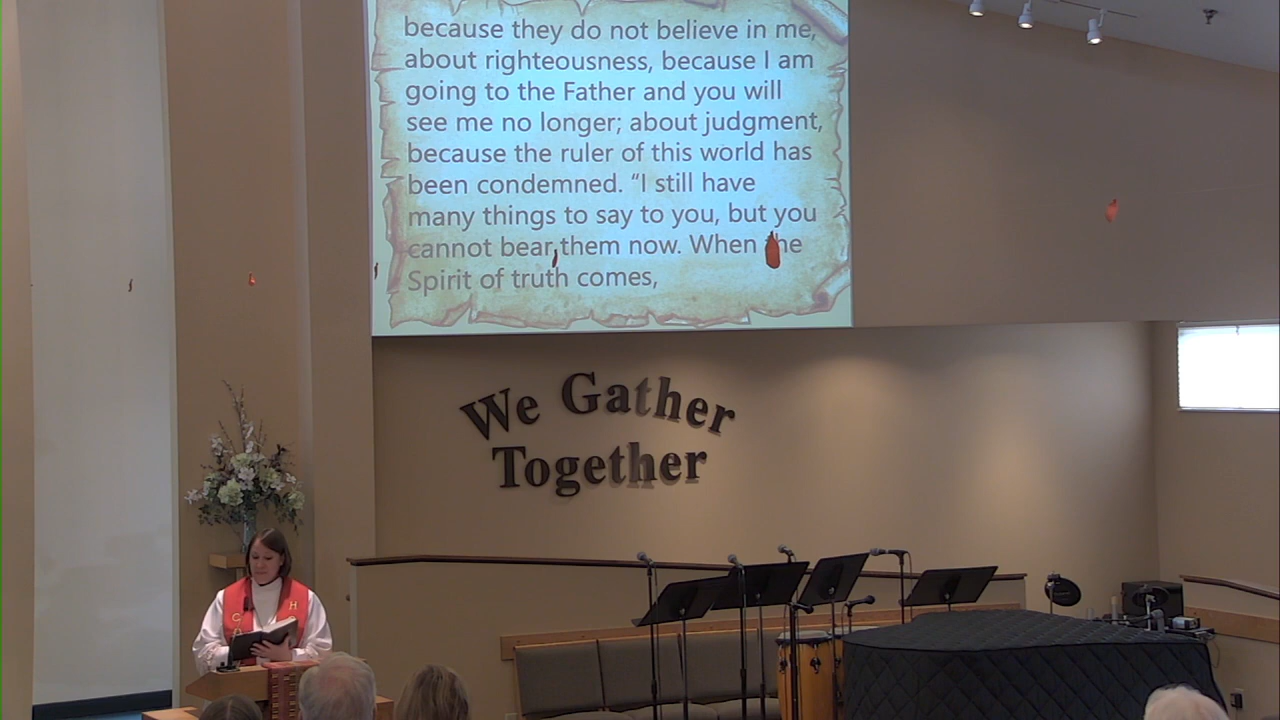 because they do not believe in me,
about righteousness, because I am
going to the Father and you will
see me no longer; about judgment,
because the ruler of this world has
been condemned. “I still have
many things to say to you, but you
cannot bear them now. When the
Spirit of truth comes,
We Gather
Together
H